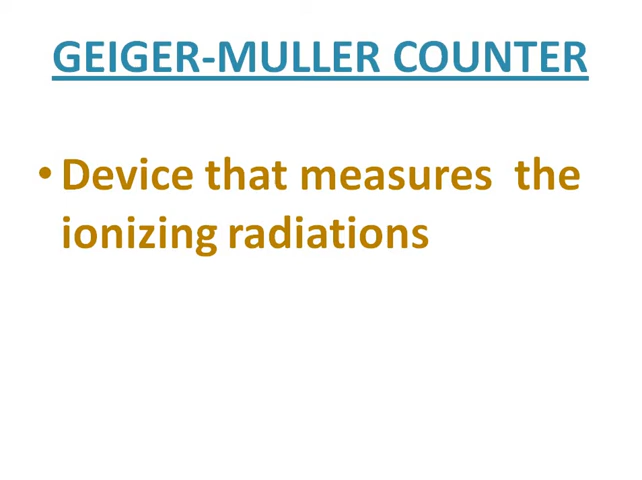 GEIGER-MULLER COUNTER
• Device that measures  the
ionizing radiations